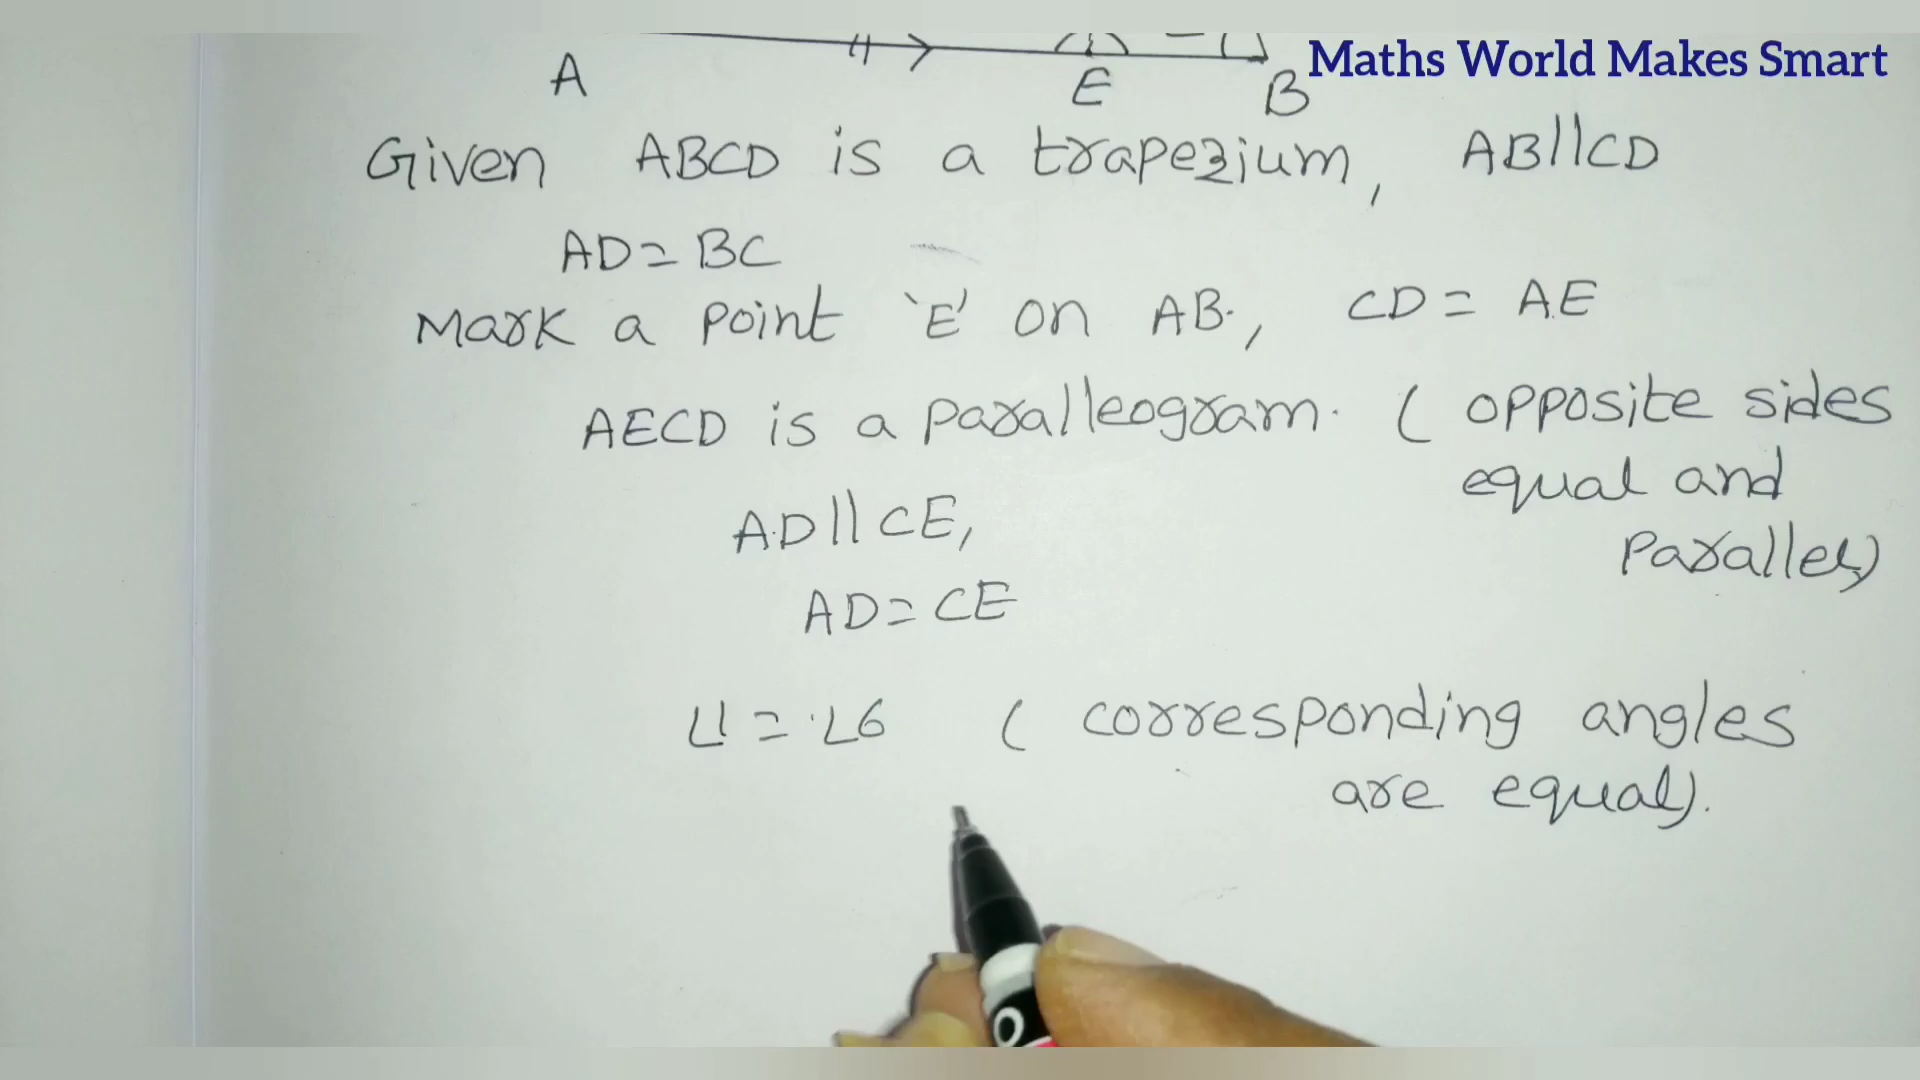 Maths World Makes Smart
A E B
Given ABCD is a trapezium, AB||CD
AD = BC
Mark a point 'E' on AB., CD = AE
AECD is a paralleogram. ( opposite sides
equal and
Parallel)
AD || CE,
AD = CE
∠1 = ∠6 ( corresponding angles
are equal).